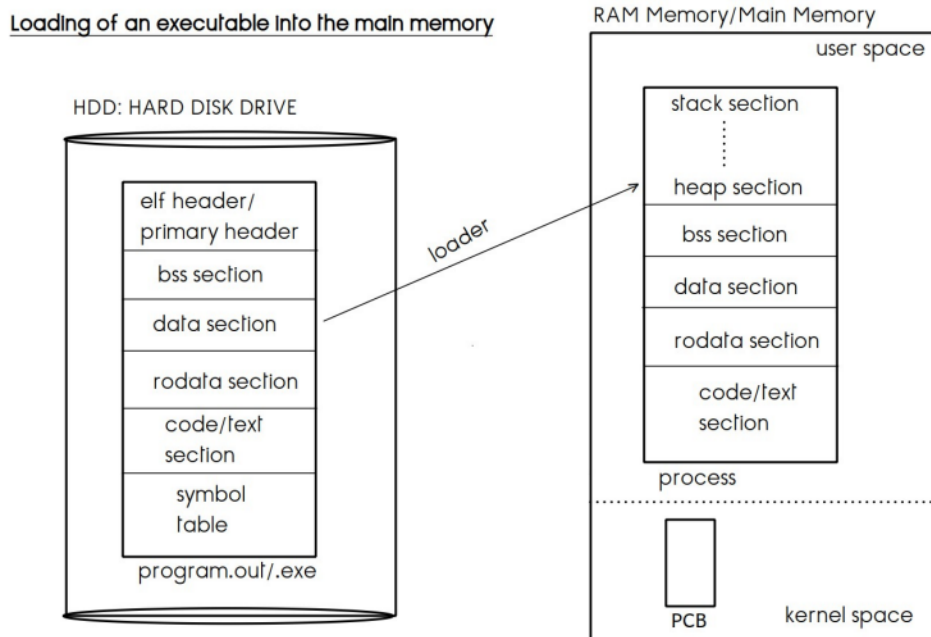 Loading of an executable into the main memory
HDD: HARD DISK DRIVE
elf header/
primary header
bss section
data section
rodata section
code/text
section
symbol
table
program.out/.exe
loader
RAM Memory/Main Memory
user space
stack section
heap section
bss section
data section
rodata section
code/text
section
process
PCB
kernel space